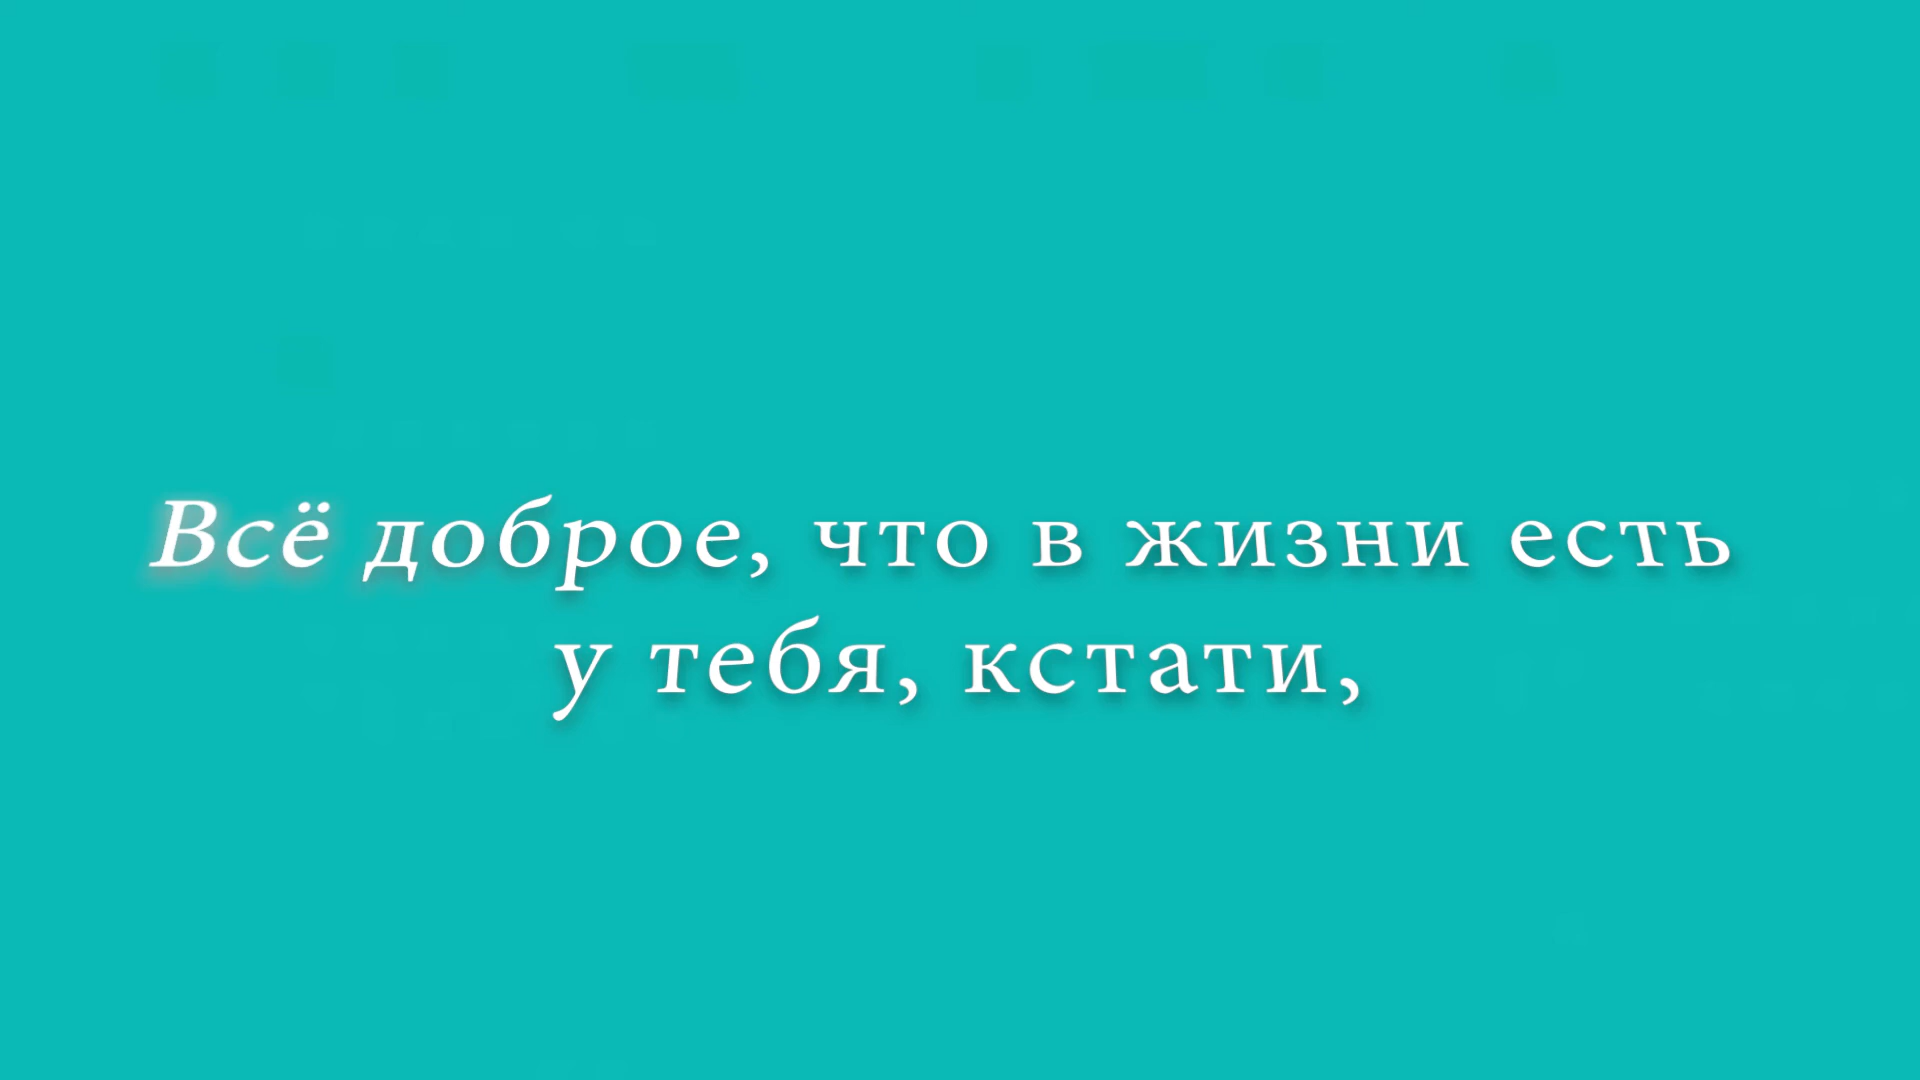 Всё доброе, что в жизни есть
у тебя, кстати,